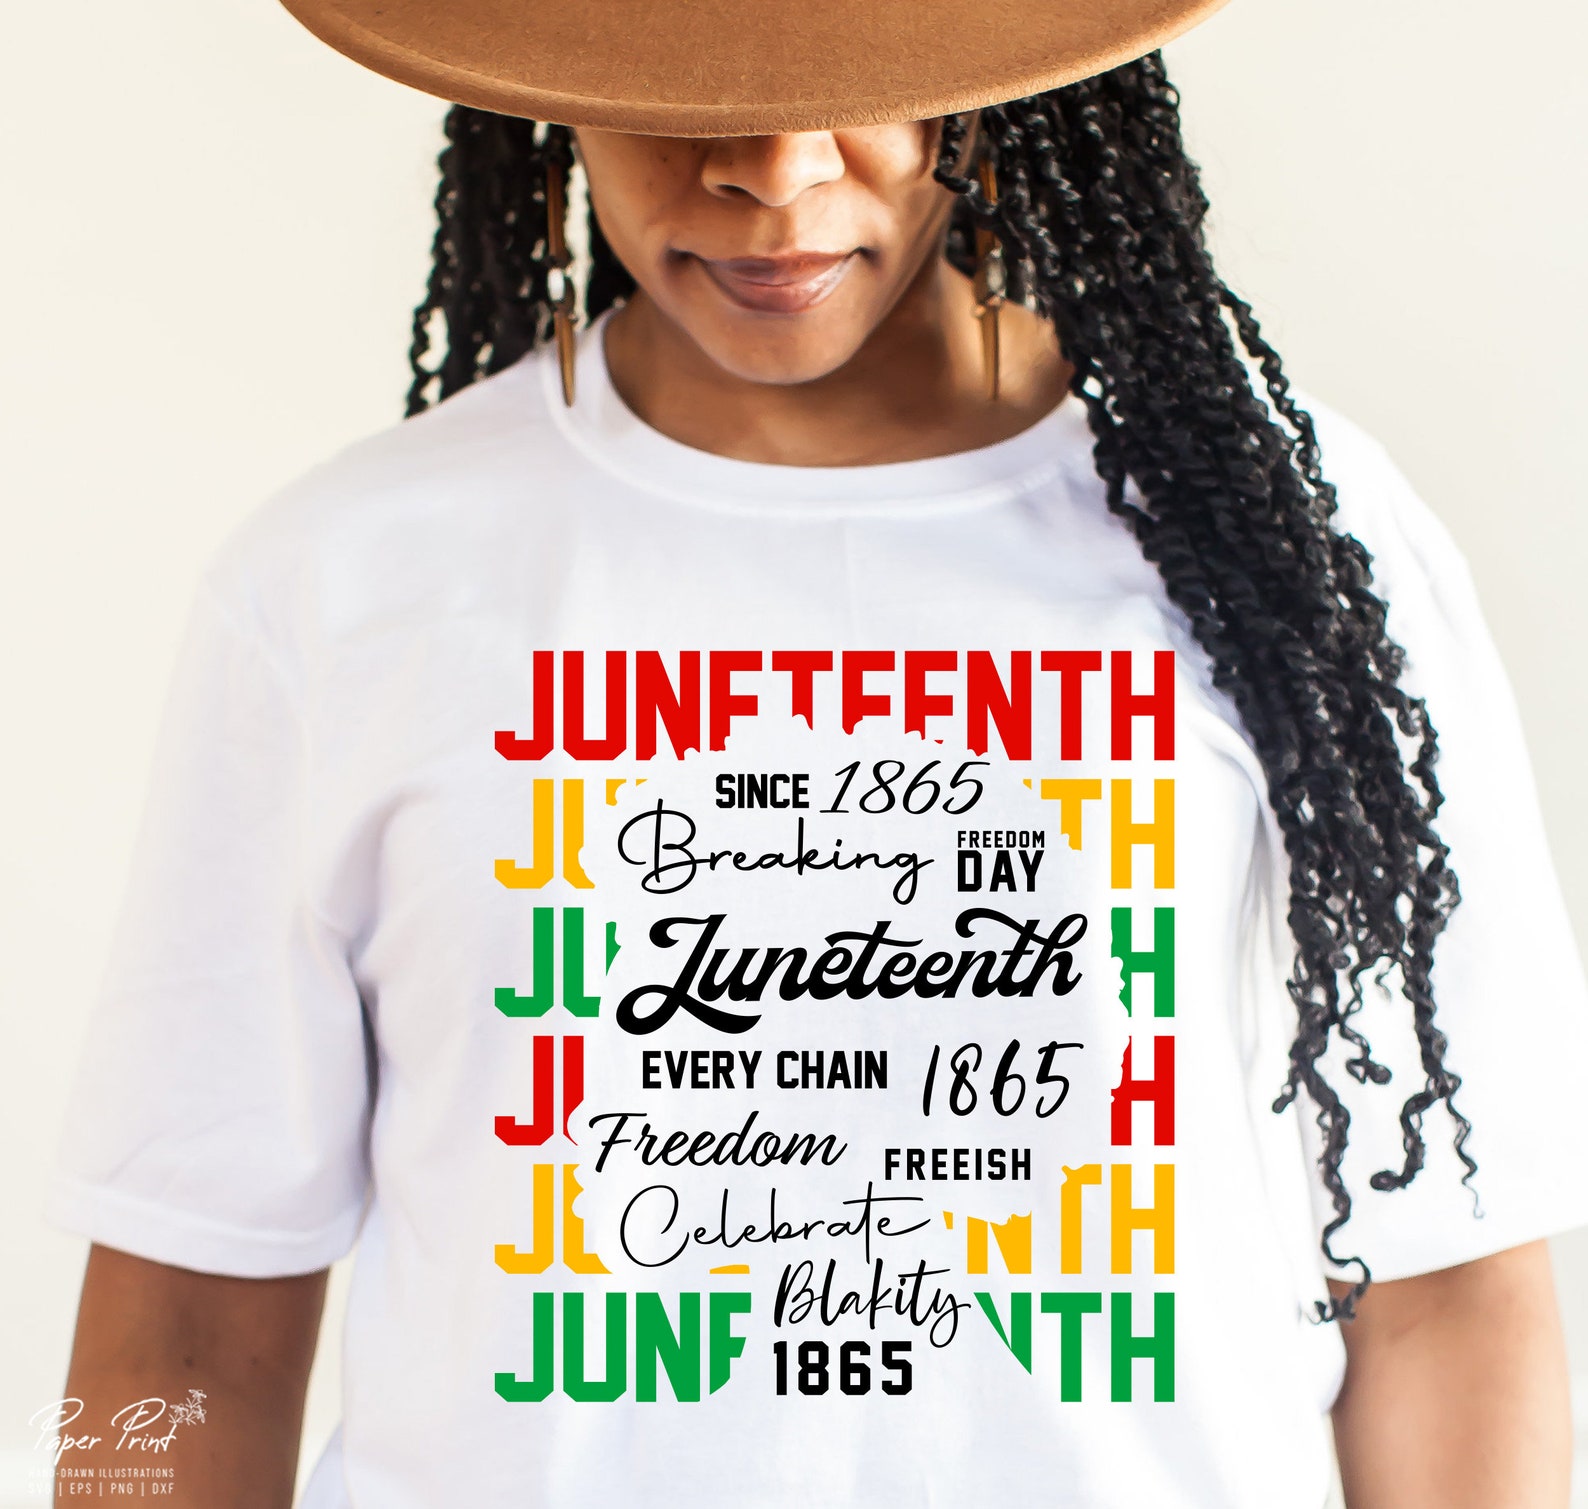 JUNETEENTH
SINCE 1865
Breaking FREEDOM DAY
Juneteenth
EVERY CHAIN 1865
Freedom FREEISH
Celebrate
Blakity
1865
JUNETEENTH
Paper Print
HAND-DRAWN ILLUSTRATIONS
SVG | EPS | PNG | DXF